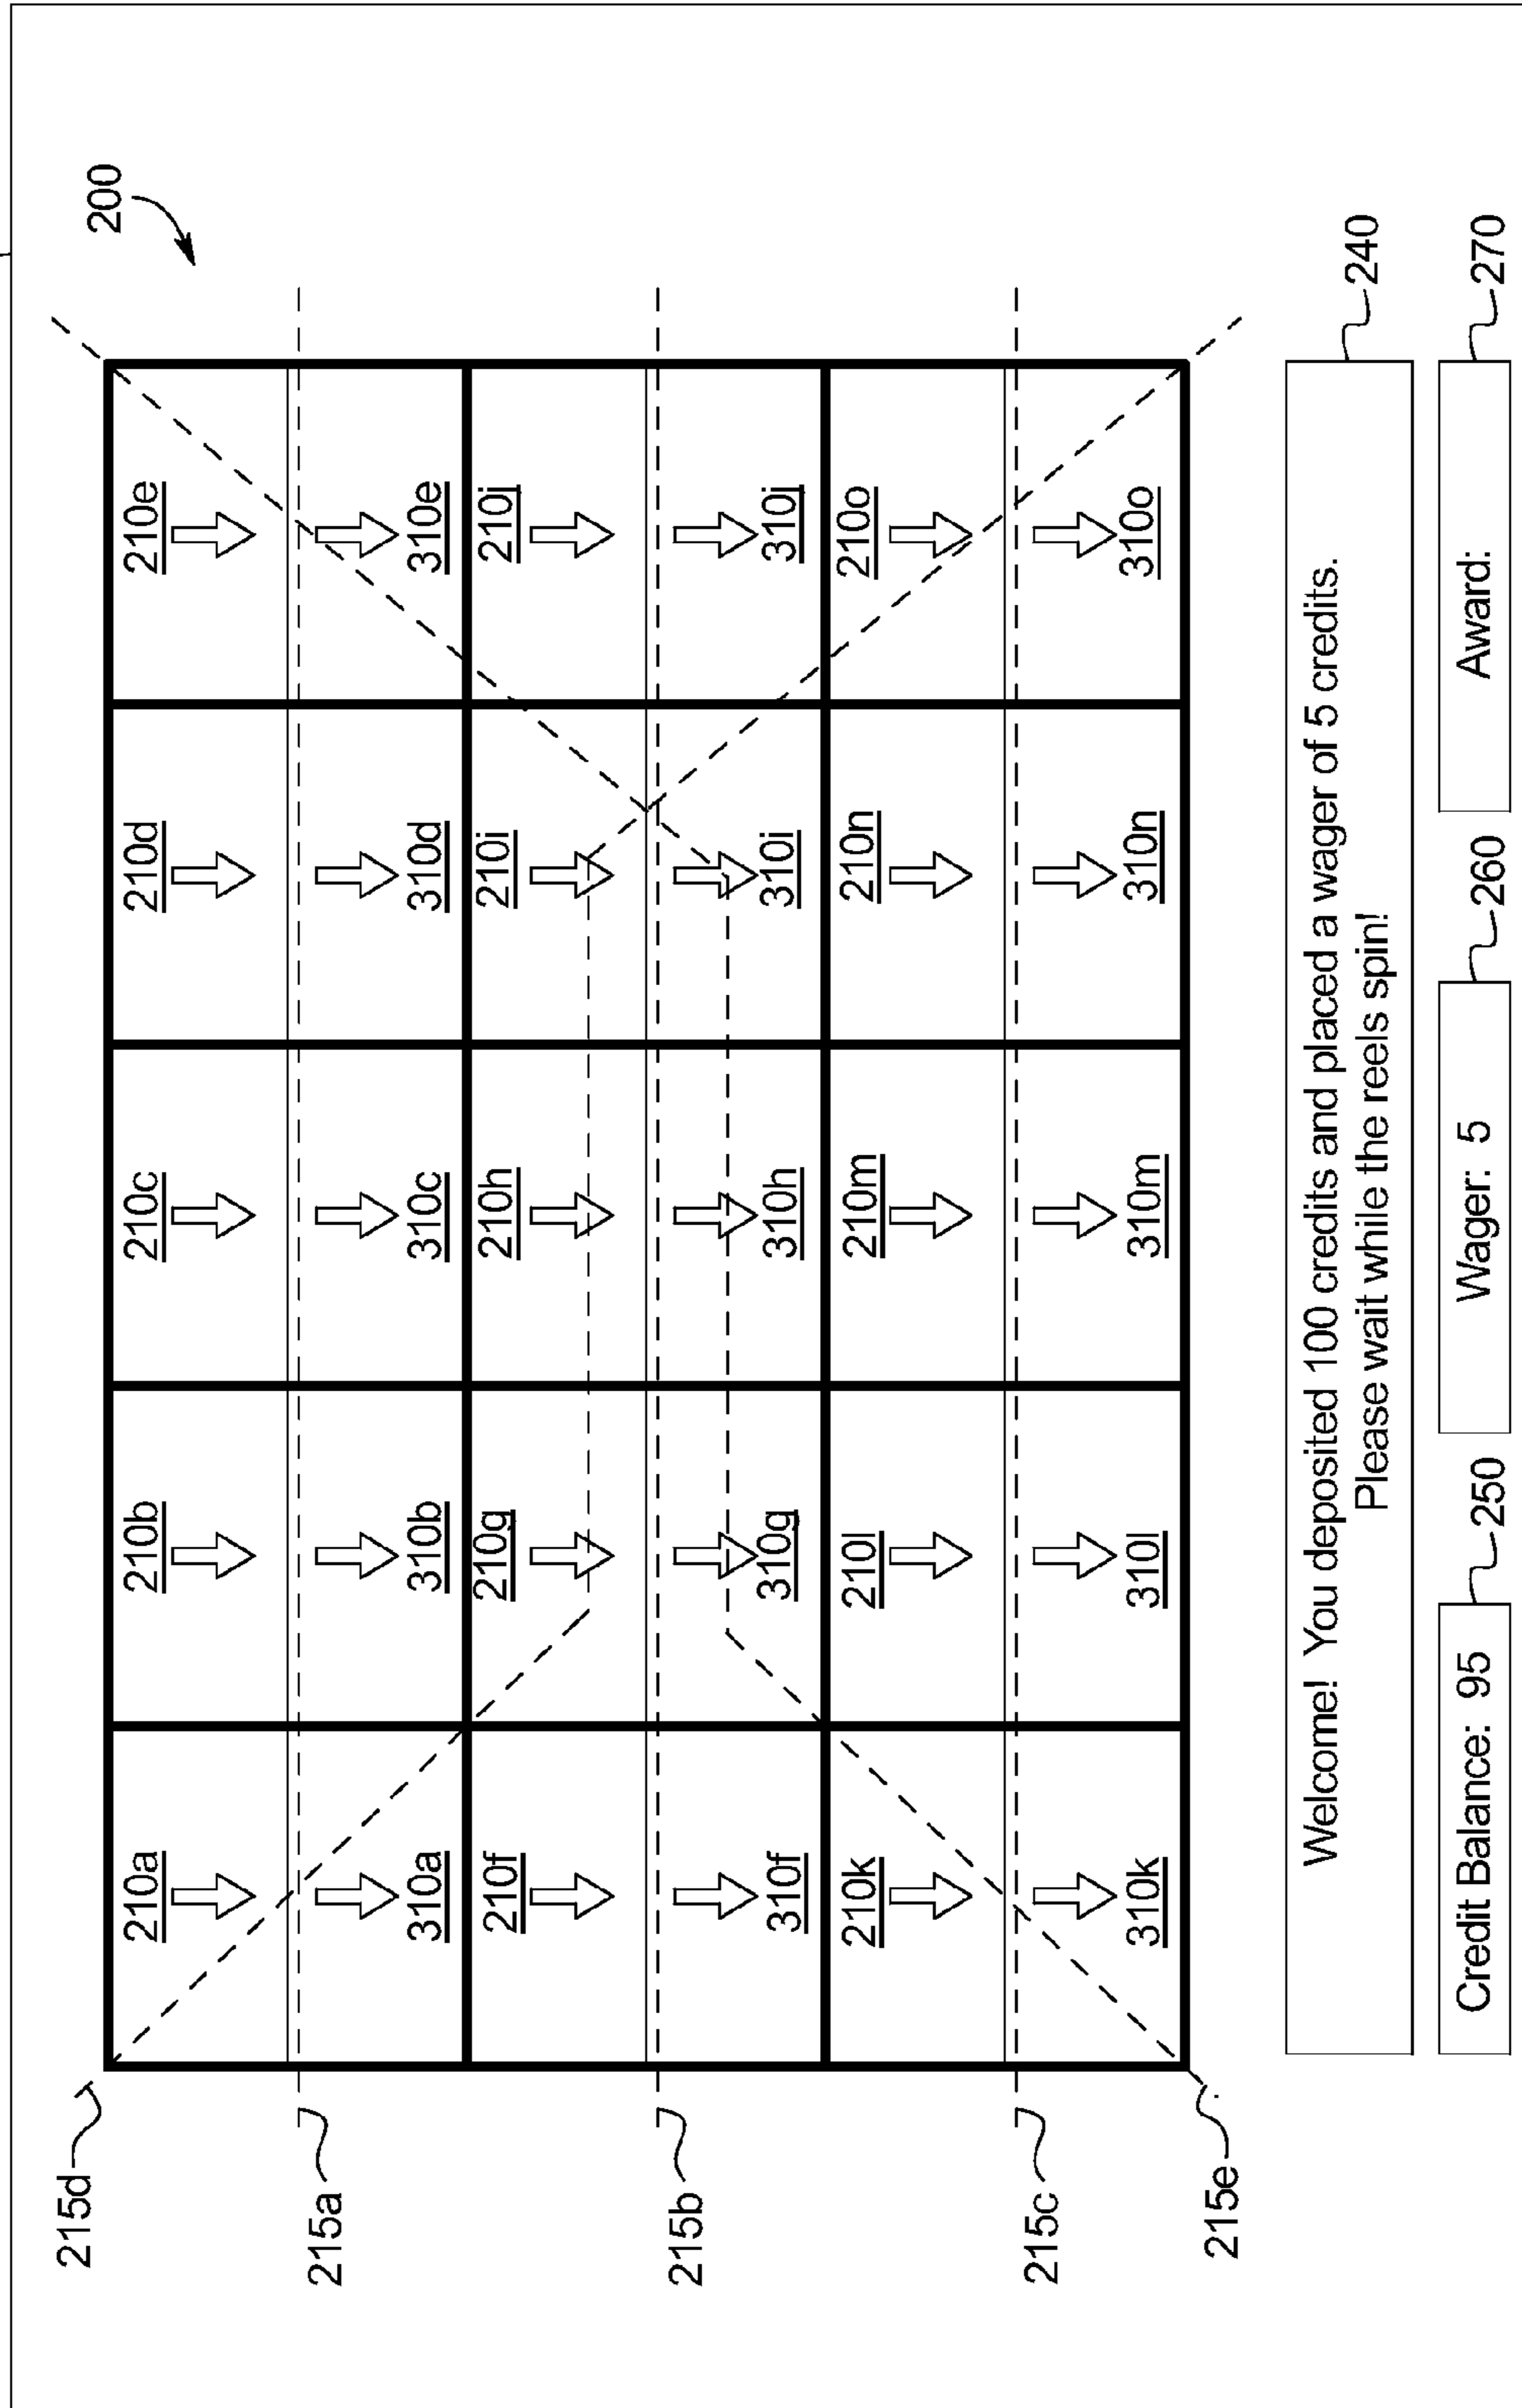 200
215d
210a 210b 210c 210d 210e
215a
310a 310b 310c 310d 310e
210f 210g 210h 210i 210j
215b
310f 310g 310h 310i 310j
210k 210l 210m 210n 210o
215c
310k 310l 310m 310n 310o
215e
Welcome! You deposited 100 credits and placed a wager of 5 credits.
Please wait while the reels spin!
240
Credit Balance: 95 250 Wager: 5 260 Award: 270